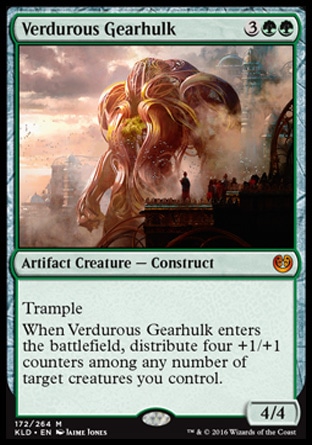 Verdurous Gearhulk 3
Artifact Creature — Construct
Trample
When Verdurous Gearhulk enters
the battlefield, distribute four +1/+1
counters among any number of
target creatures you control.
4/4
172/264 M
KLD • EN Jaime Jones
™ & © 2016 Wizards of the Coast